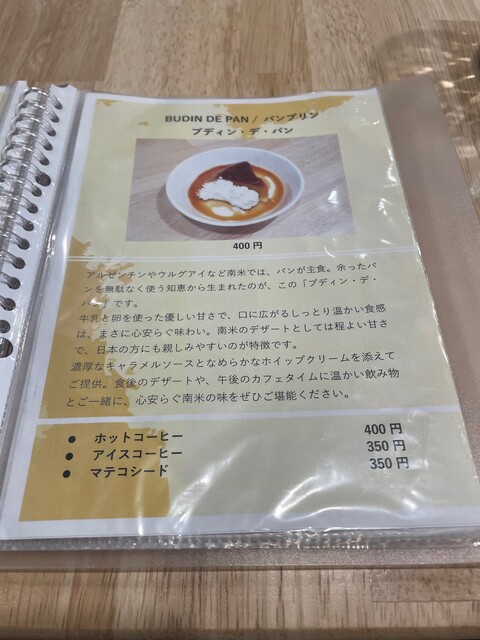 BUDIN DE PAN / パンプリン
プディン・デ・パン
400 円
アルゼンチンやウルグアイなど南米では、パンが主食。余ったパ
ンを無駄なく使う知恵から生まれたのが、この「プディン・デ・
パン」です。
牛乳と卵を使った優しい甘さで、口に広がるしっとり温かい食感
は、まさに心安らぐ味わい。南米のデザートとしては程よい甘さ
で、日本の方にも親しみやすいのが特徴です。
濃厚なキャラメルソースとなめらかなホイップクリームを添えて
ご提供。食後のデザートや、午後のカフェタイムに温かい飲み物
とご一緒に、心安らぐ南米の味をぜひご堪能ください。
● ホットコーヒー 400 円
● アイスコーヒー 350 円
● マテコシード 350 円